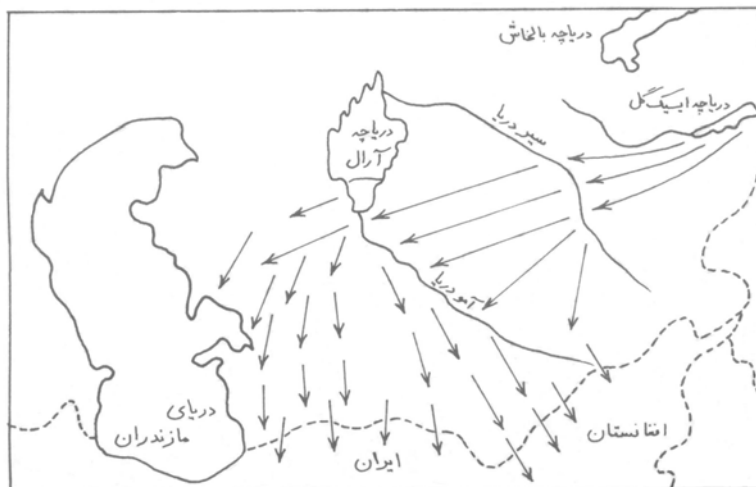 دریاچه بالخاش
دریاچه ایسیک گل
سیر دریا
دریاچه
آرال
آمو دریا
دریای
مازندران
ایران
افغانستان